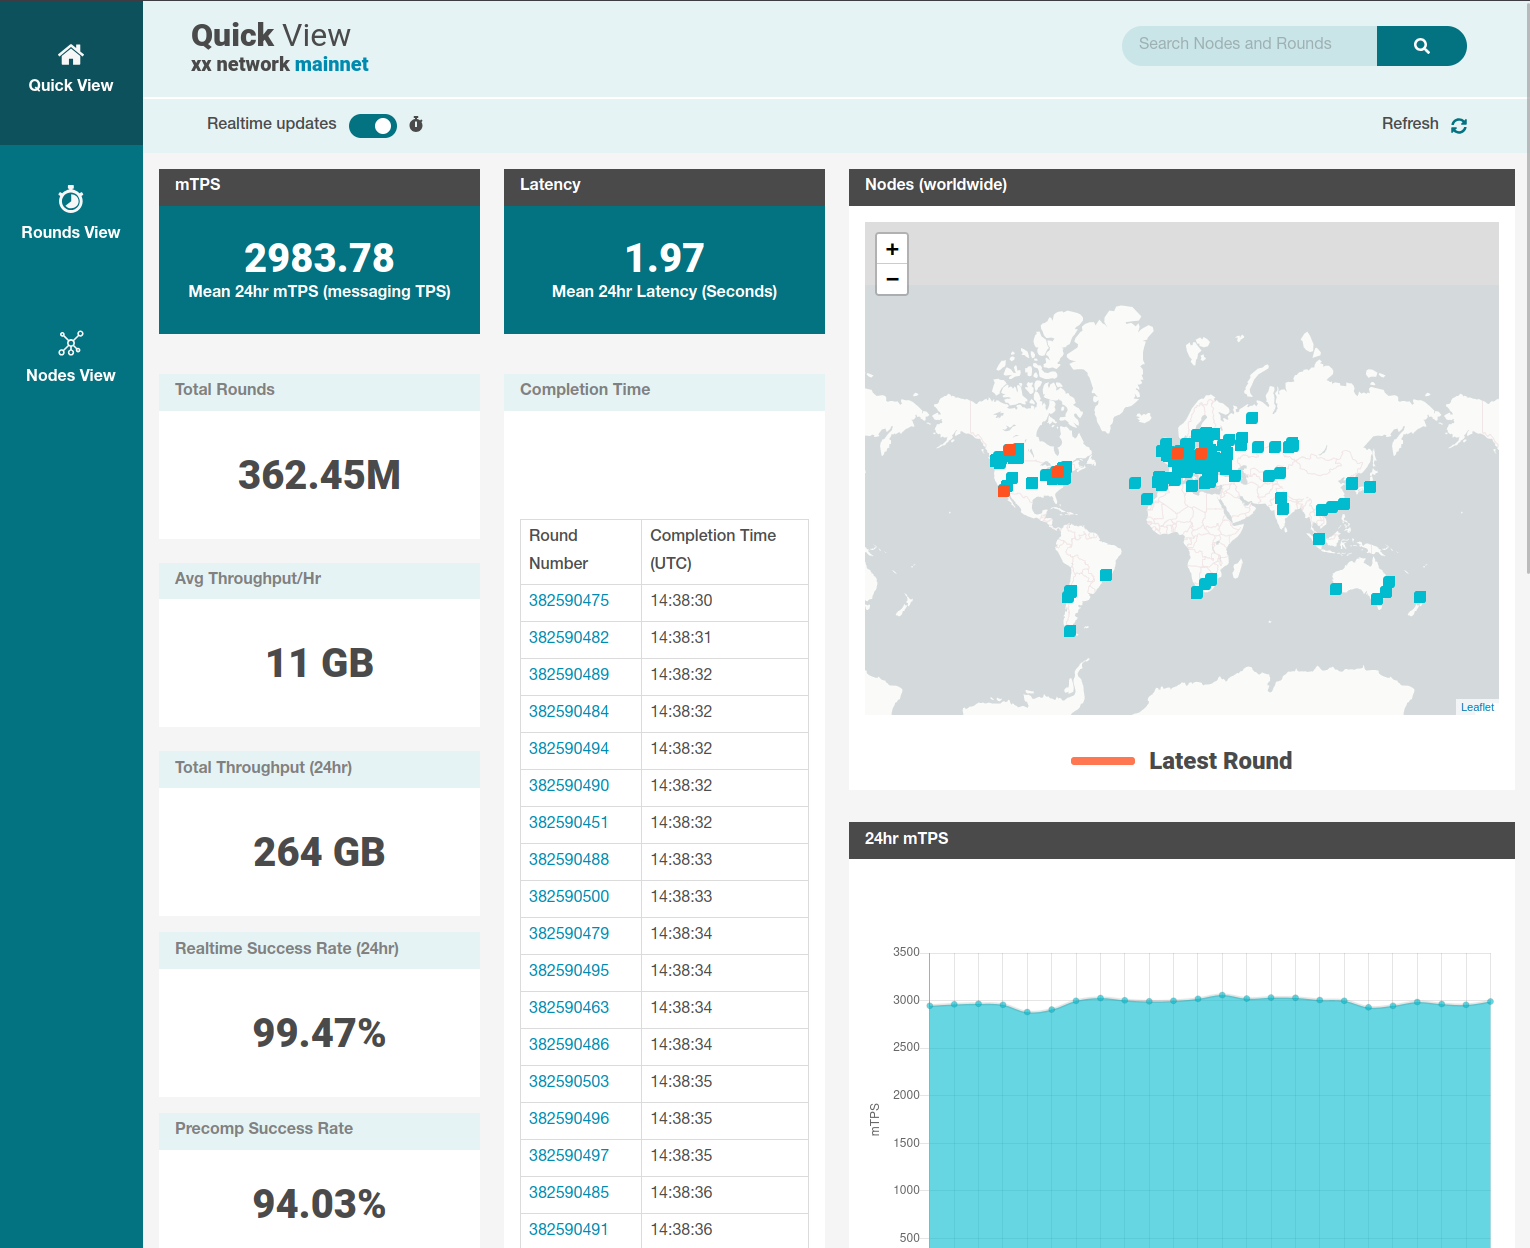 Quick View
Rounds View
Nodes View
Quick View
xx network mainnet
Search Nodes and Rounds
Realtime updates
Refresh
mTPS
2983.78
Mean 24hr mTPS (messaging TPS)
Latency
1.97
Mean 24hr Latency (Seconds)
Total Rounds
362.45M
Avg Throughput/Hr
11 GB
Total Throughput (24hr)
264 GB
Realtime Success Rate (24hr)
99.47%
Precomp Success Rate
94.03%
Completion Time
Round Number Completion Time (UTC)
382590475 14:38:30
382590482 14:38:31
382590489 14:38:32
382590484 14:38:32
382590494 14:38:32
382590490 14:38:32
382590451 14:38:32
382590488 14:38:33
382590500 14:38:33
382590479 14:38:34
382590495 14:38:34
382590463 14:38:34
382590486 14:38:34
382590503 14:38:35
382590496 14:38:35
382590497 14:38:35
382590485 14:38:36
382590491 14:38:36
Nodes (worldwide)
+
−
Leaflet
Latest Round
24hr mTPS
3500
3000
2500
2000
1500
1000
500
mTPS